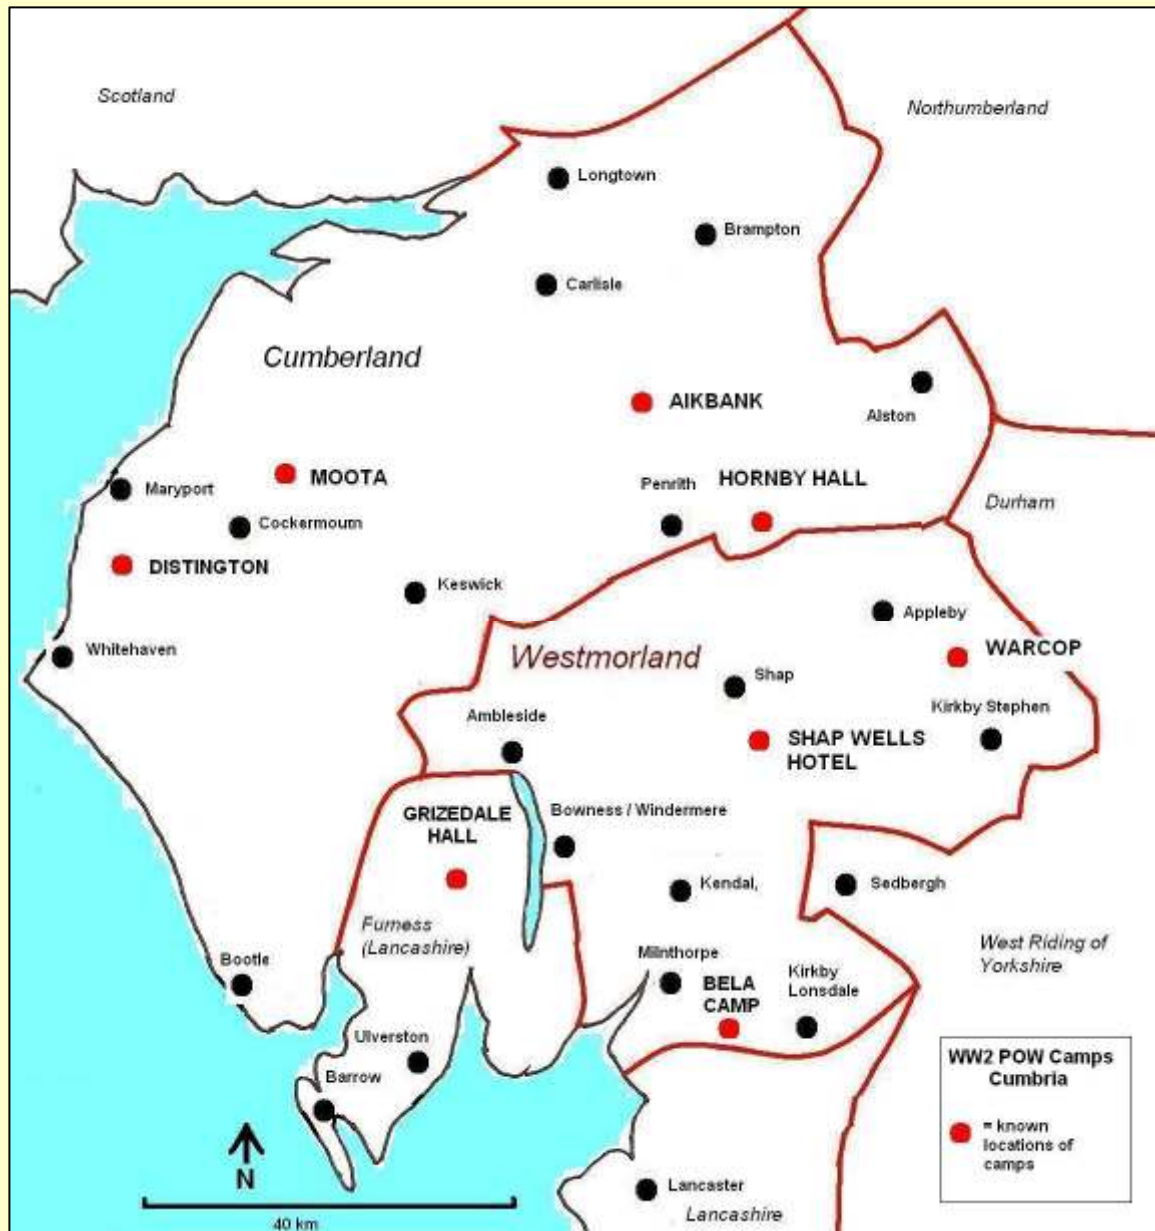 Scotland
Northumberland
Longtown
Brampton
Carlisle
Cumberland
AIKBANK
Alston
MOOTA
HORNBY HALL
Penrith
Maryport
Durham
Cockermoum
DISTINGTON
Keswick
Appleby
Whitehaven
Westmorland
WARCOP
Shap
Kirkby Stephen
Ambleside
SHAP WELLS
HOTEL
GRIZEDALE
HALL
Bowness / Windermere
Kendal,
Sedbergh
Furness
(Lancashire)
West Riding of
Yorkshire
Bootle
Milnthorpe
BELA
CAMP
Kirkby
Lonsdale
Ulverston
Barrow
WW2 POW Camps
Cumbria
= known
locations of
camps
N
Lancaster
Lancashire
40 km